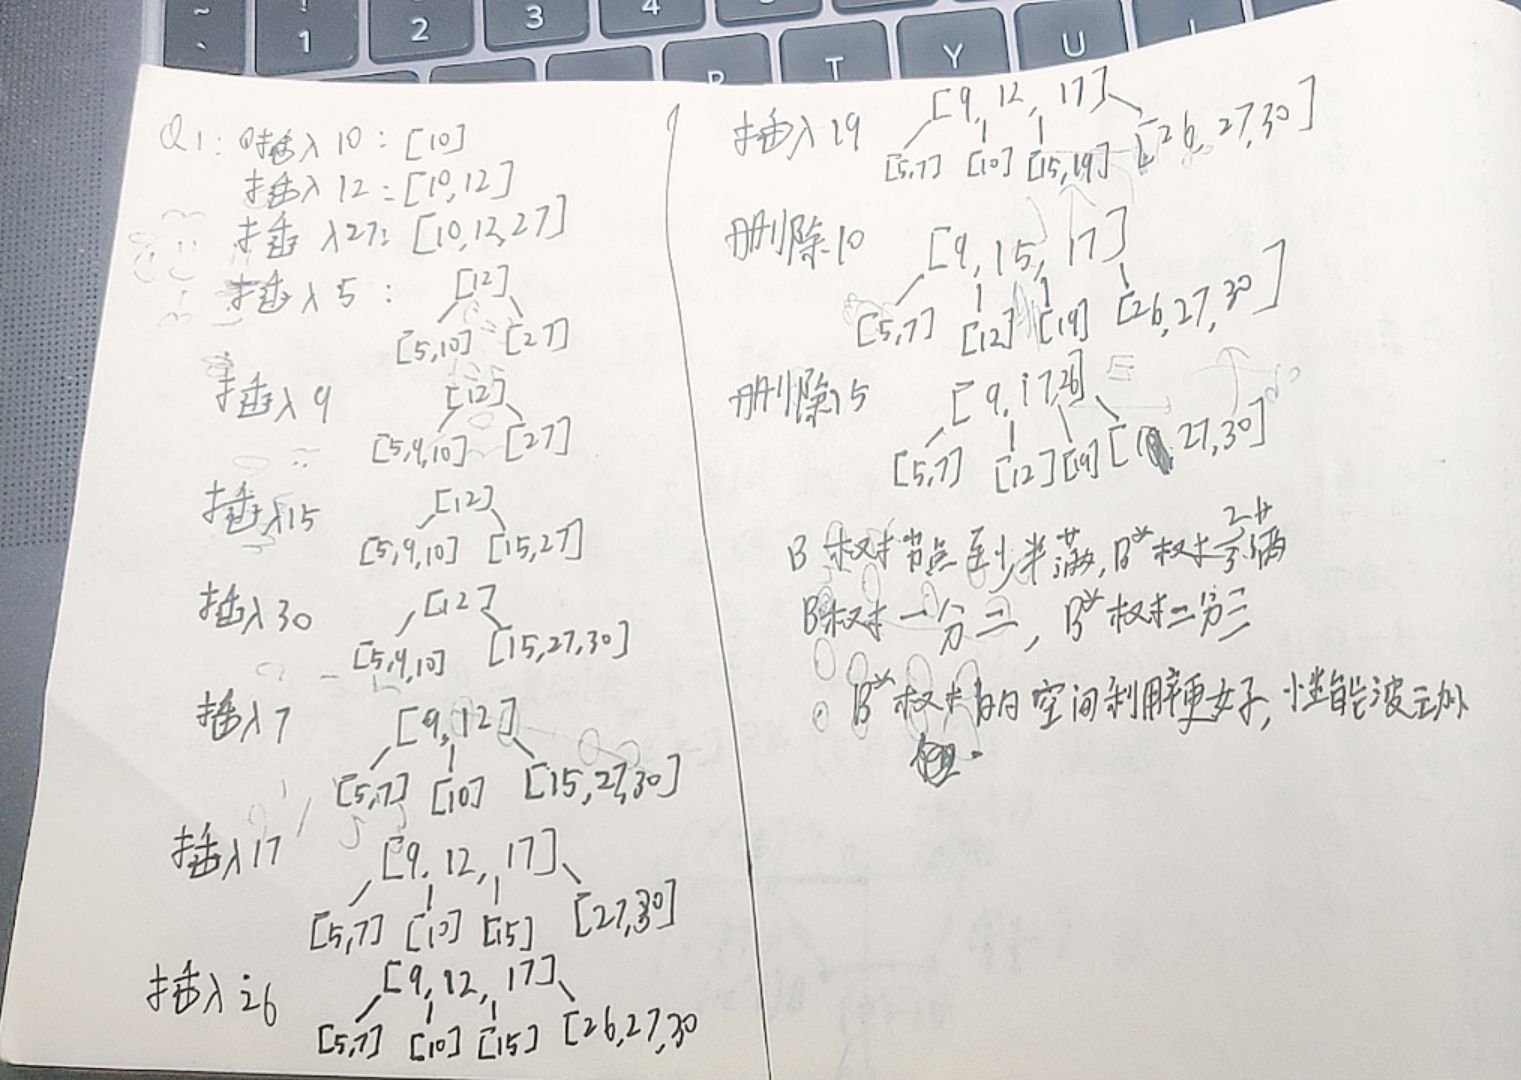 ~
`
1
2
3
4
R
T
Y
U
I
Q1: 插入10: [10]
插入12: [10,12]
插入27: [10,12,27]
插入5: [12]
[5,10] [27]
插入9 [12]
[5,9,10] [27]
插入15 [12]
[5,9,10] [15,27]
插入30 [12]
[5,9,10] [15,27,30]
插入7 [9,12]
[5,7] [10] [15,27,30]
插入17 [9,12,17]
[5,7] [10] [15] [27,30]
插入26 [9,12,17]
[5,7] [10] [15] [26,27,30
插入19 [9,12,17]
[5,7] [10] [15,19] [26,27,30]
删除10 [9,15,17]
[5,7] [12] [19] [26,27,30]
删除15 [9,17,26]
[5,7] [12] [19] [27,30]
B树节点至少半满,B*树2/3满
B树一分二,B*树二分三
B*树的空间利用率更好,性能波动小